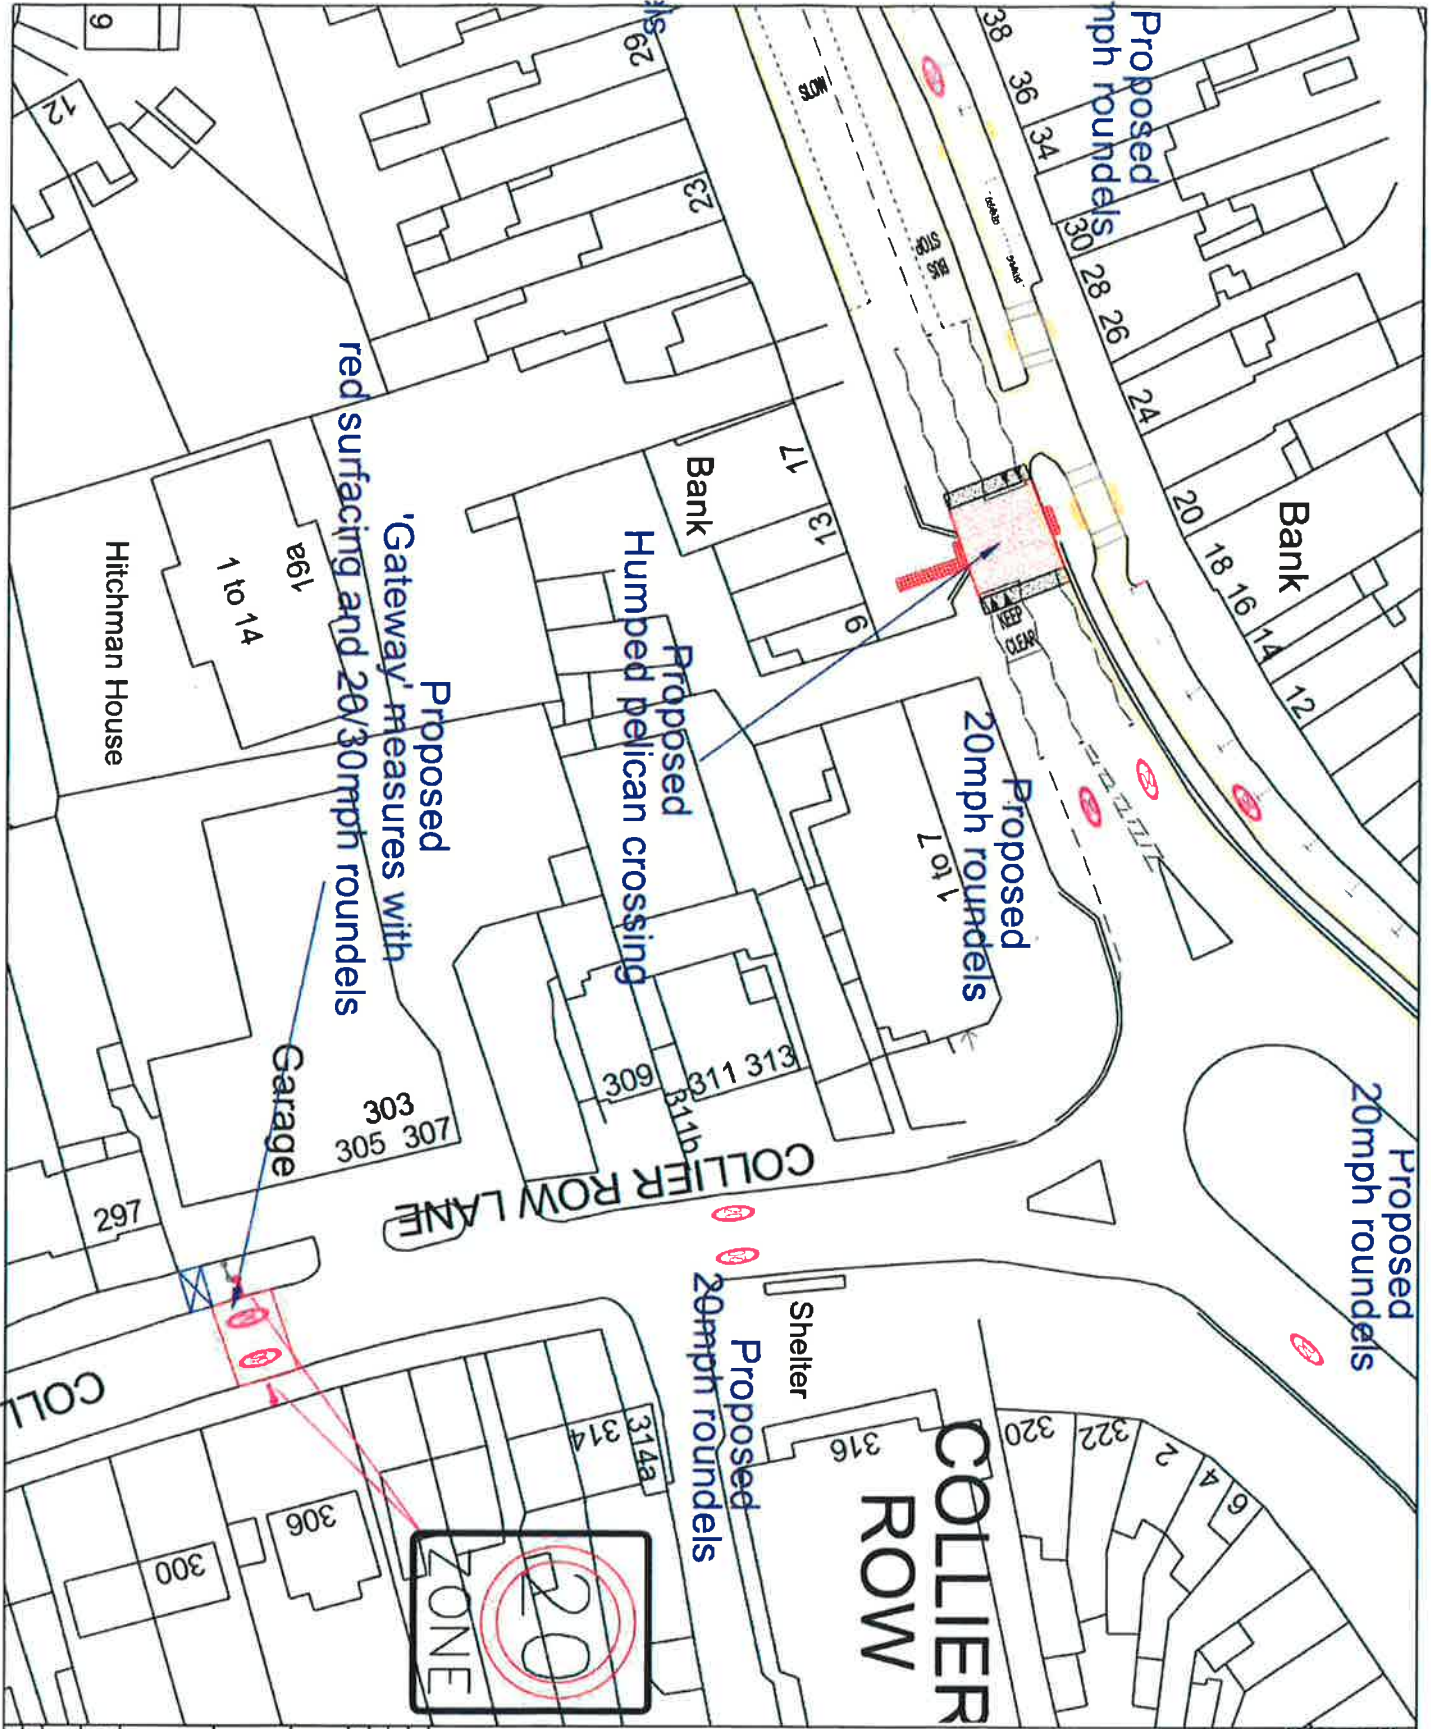 Proposed
mph roundels
els
38
36
34
30
28
26
24
20
18
16
14
12
Bank
29
23
17
13
9
Bank
6
12
SLOW
BUS
STOP
KEEP
CLEAR
Proposed
20mph roundels
1 to 7
Proposed
Humped pelican crossing
Proposed
'Gateway' measures with
red surfacing and 20/30mph roundels
19a
1 to 14
Hitchman House
Garage
303
305 307
309
311 313
311b
297
COLLIER ROW LANE
Proposed
20mph roundels
Proposed
20mph roundels
Shelter
COLLIER
ROW
316
320
322
2
4
6
314
314a
306
300
COLLI
20
ZONE